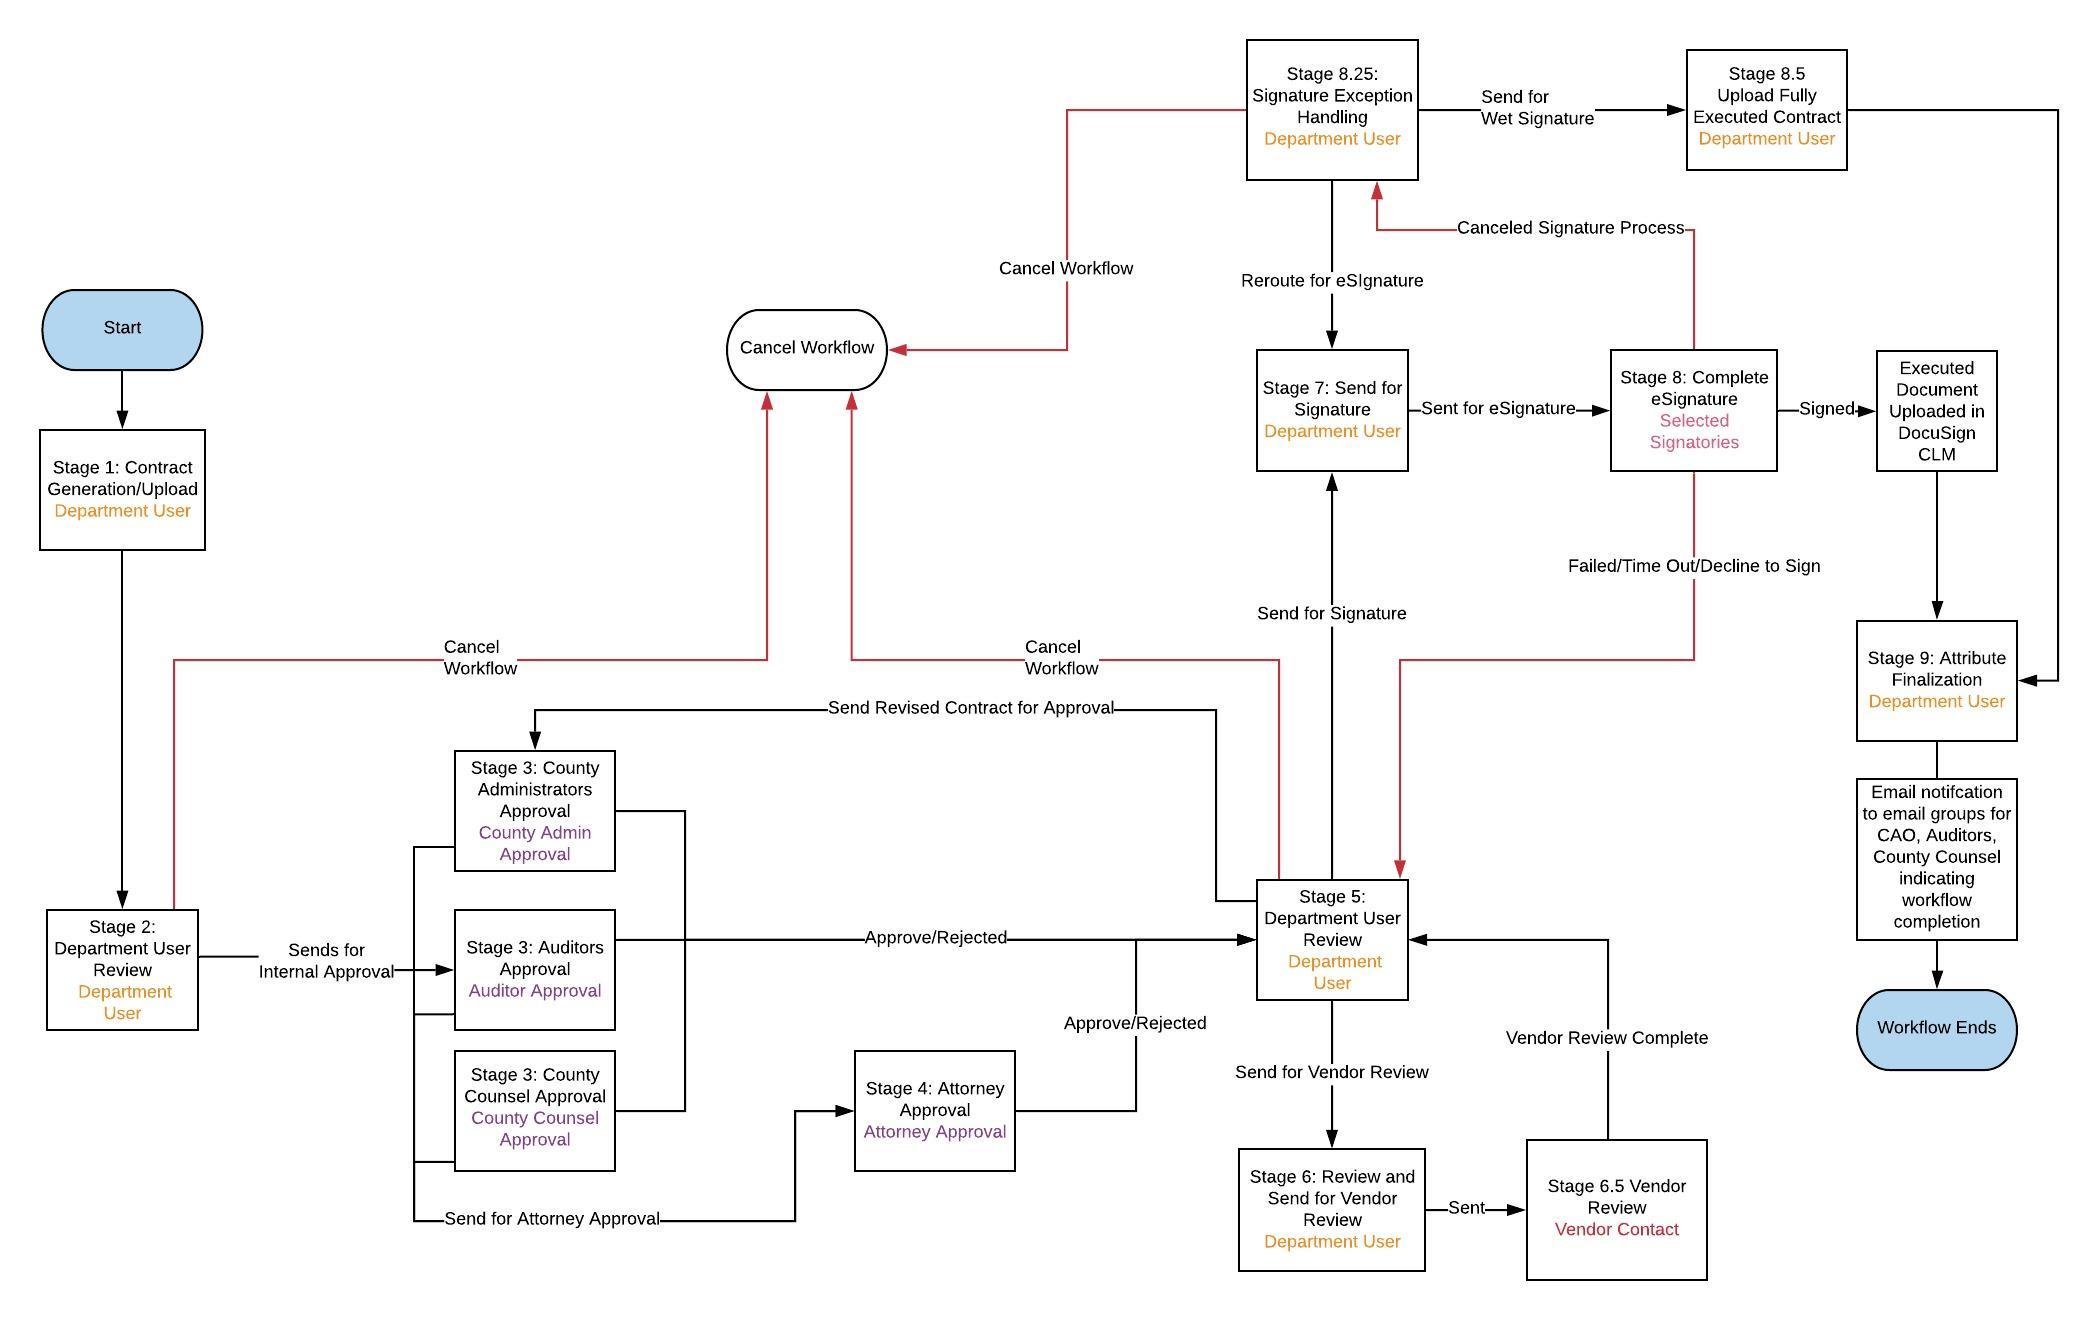 Stage 8.25:
Signature Exception
Handling
Department User
Send for
Wet Signature
Stage 8.5
Upload Fully
Executed Contract
Department User
Canceled Signature Process
Cancel Workflow
Reroute for eSIgnature
Start
Cancel Workflow
Stage 7: Send for
Signature
Department User
Sent for eSignature
Stage 8: Complete
eSignature
Selected
Signatories
Signed
Executed
Document
Uploaded in
DocuSign
CLM
Stage 1: Contract
Generation/Upload
Department User
Failed/Time Out/Decline to Sign
Send for Signature
Cancel
Workflow
Cancel
Workflow
Stage 9: Attribute
Finalization
Department User
Send Revised Contract for Approval
Stage 3: County
Administrators
Approval
County Admin
Approval
Email notifcation
to email groups for
CAO, Auditors,
County Counsel
indicating
workflow
completion
Stage 2:
Department User
Review
Department
User
Sends for
Internal Approval
Stage 3: Auditors
Approval
Auditor Approval
Approve/Rejected
Stage 5:
Department User
Review
Department
User
Workflow Ends
Approve/Rejected
Vendor Review Complete
Send for Vendor Review
Stage 3: County
Counsel Approval
County Counsel
Approval
Stage 4: Attorney
Approval
Attorney Approval
Send for Attorney Approval
Stage 6: Review and
Send for Vendor
Review
Department User
Sent
Stage 6.5 Vendor
Review
Vendor Contact